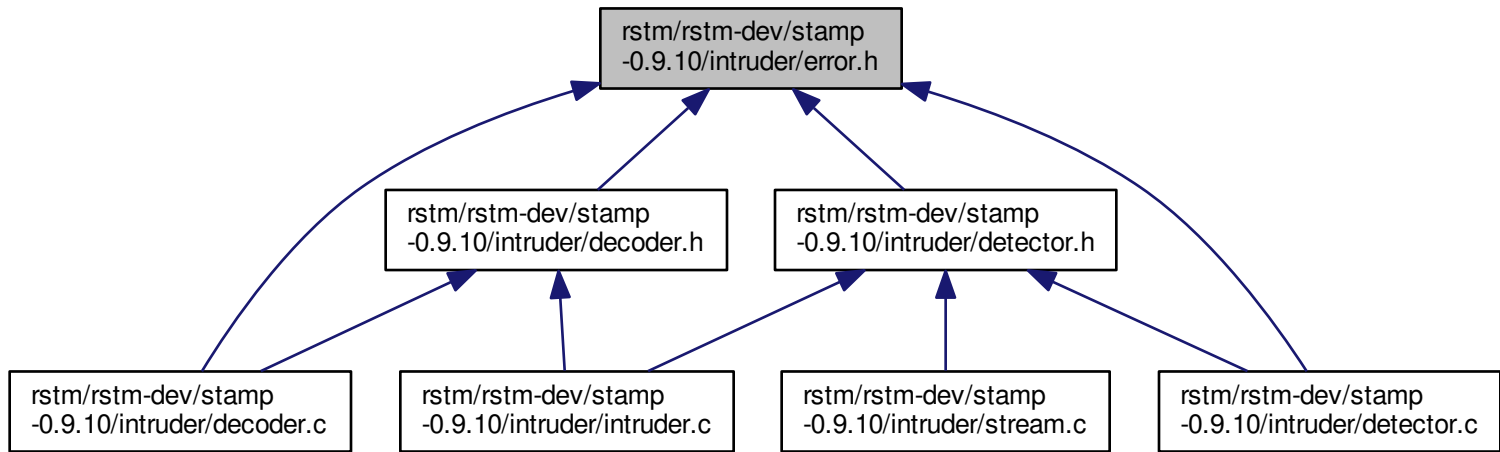 rstm/rstm-dev/stamp
-0.9.10/intruder/error.h
rstm/rstm-dev/stamp
-0.9.10/intruder/decoder.h
rstm/rstm-dev/stamp
-0.9.10/intruder/detector.h
rstm/rstm-dev/stamp
-0.9.10/intruder/decoder.c
rstm/rstm-dev/stamp
-0.9.10/intruder/intruder.c
rstm/rstm-dev/stamp
-0.9.10/intruder/stream.c
rstm/rstm-dev/stamp
-0.9.10/intruder/detector.c